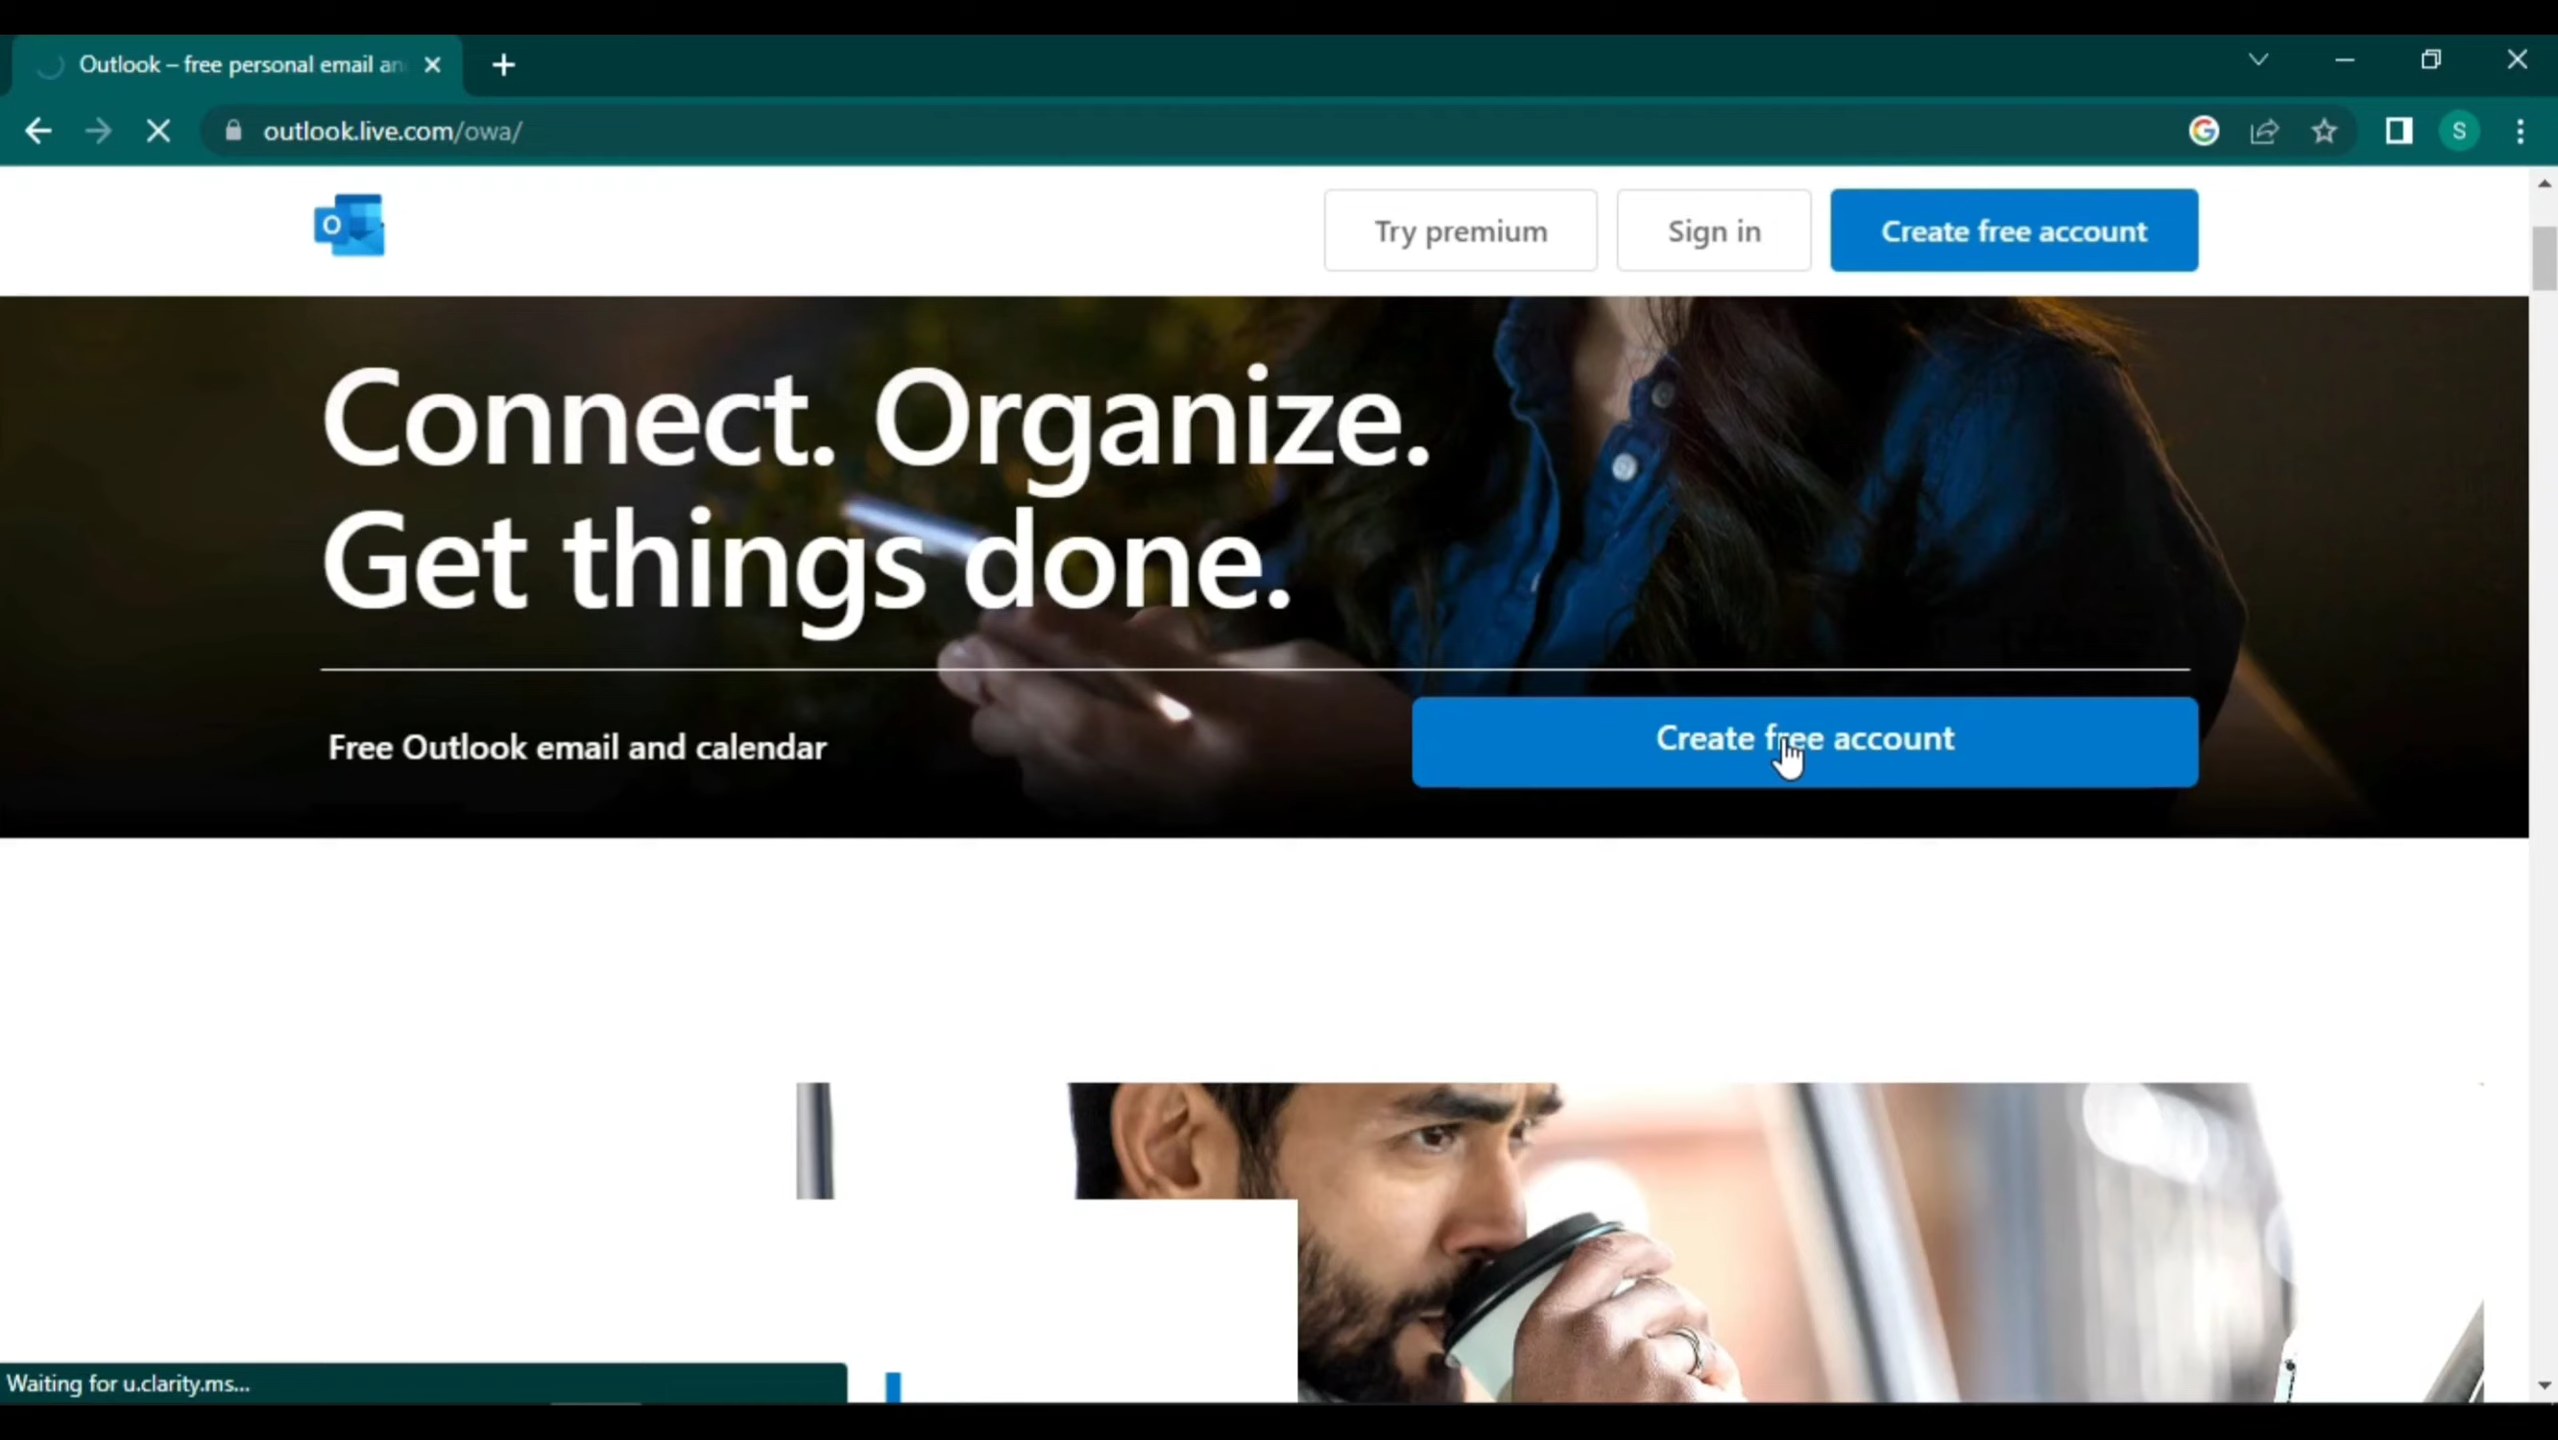 Outlook – free personal email an
outlook.live.com/owa/
G
S
O
Try premium
Sign in
Create free account
Connect. Organize.
Get things done.
Free Outlook email and calendar
Create free account
Waiting for u.clarity.ms...